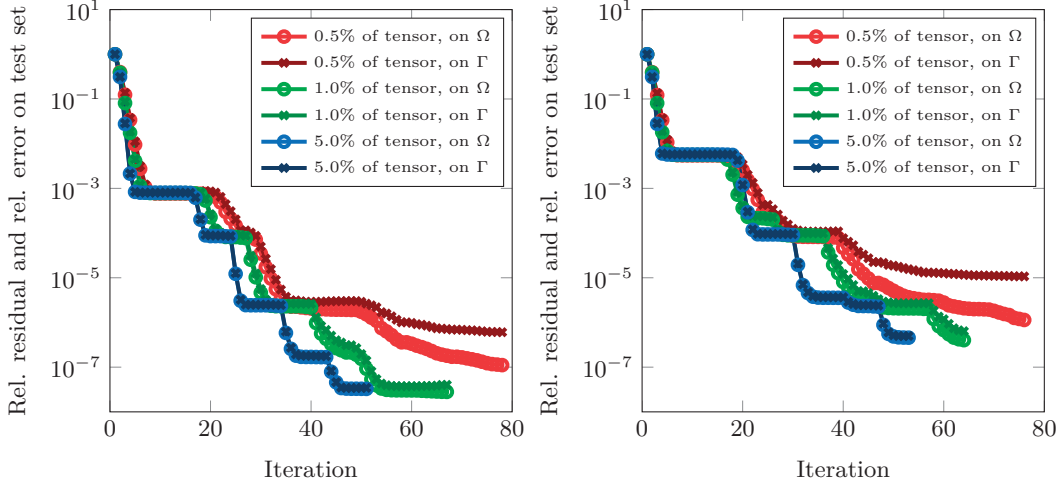 Rel. residual and rel. error on test set
10^1
10^−1
10^−3
10^−5
10^−7
0
20
40
60
80
Iteration
0.5% of tensor, on Ω
0.5% of tensor, on Γ
1.0% of tensor, on Ω
1.0% of tensor, on Γ
5.0% of tensor, on Ω
5.0% of tensor, on Γ
Rel. residual and rel. error on test set
10^1
10^−1
10^−3
10^−5
10^−7
0
20
40
60
80
Iteration
0.5% of tensor, on Ω
0.5% of tensor, on Γ
1.0% of tensor, on Ω
1.0% of tensor, on Γ
5.0% of tensor, on Ω
5.0% of tensor, on Γ